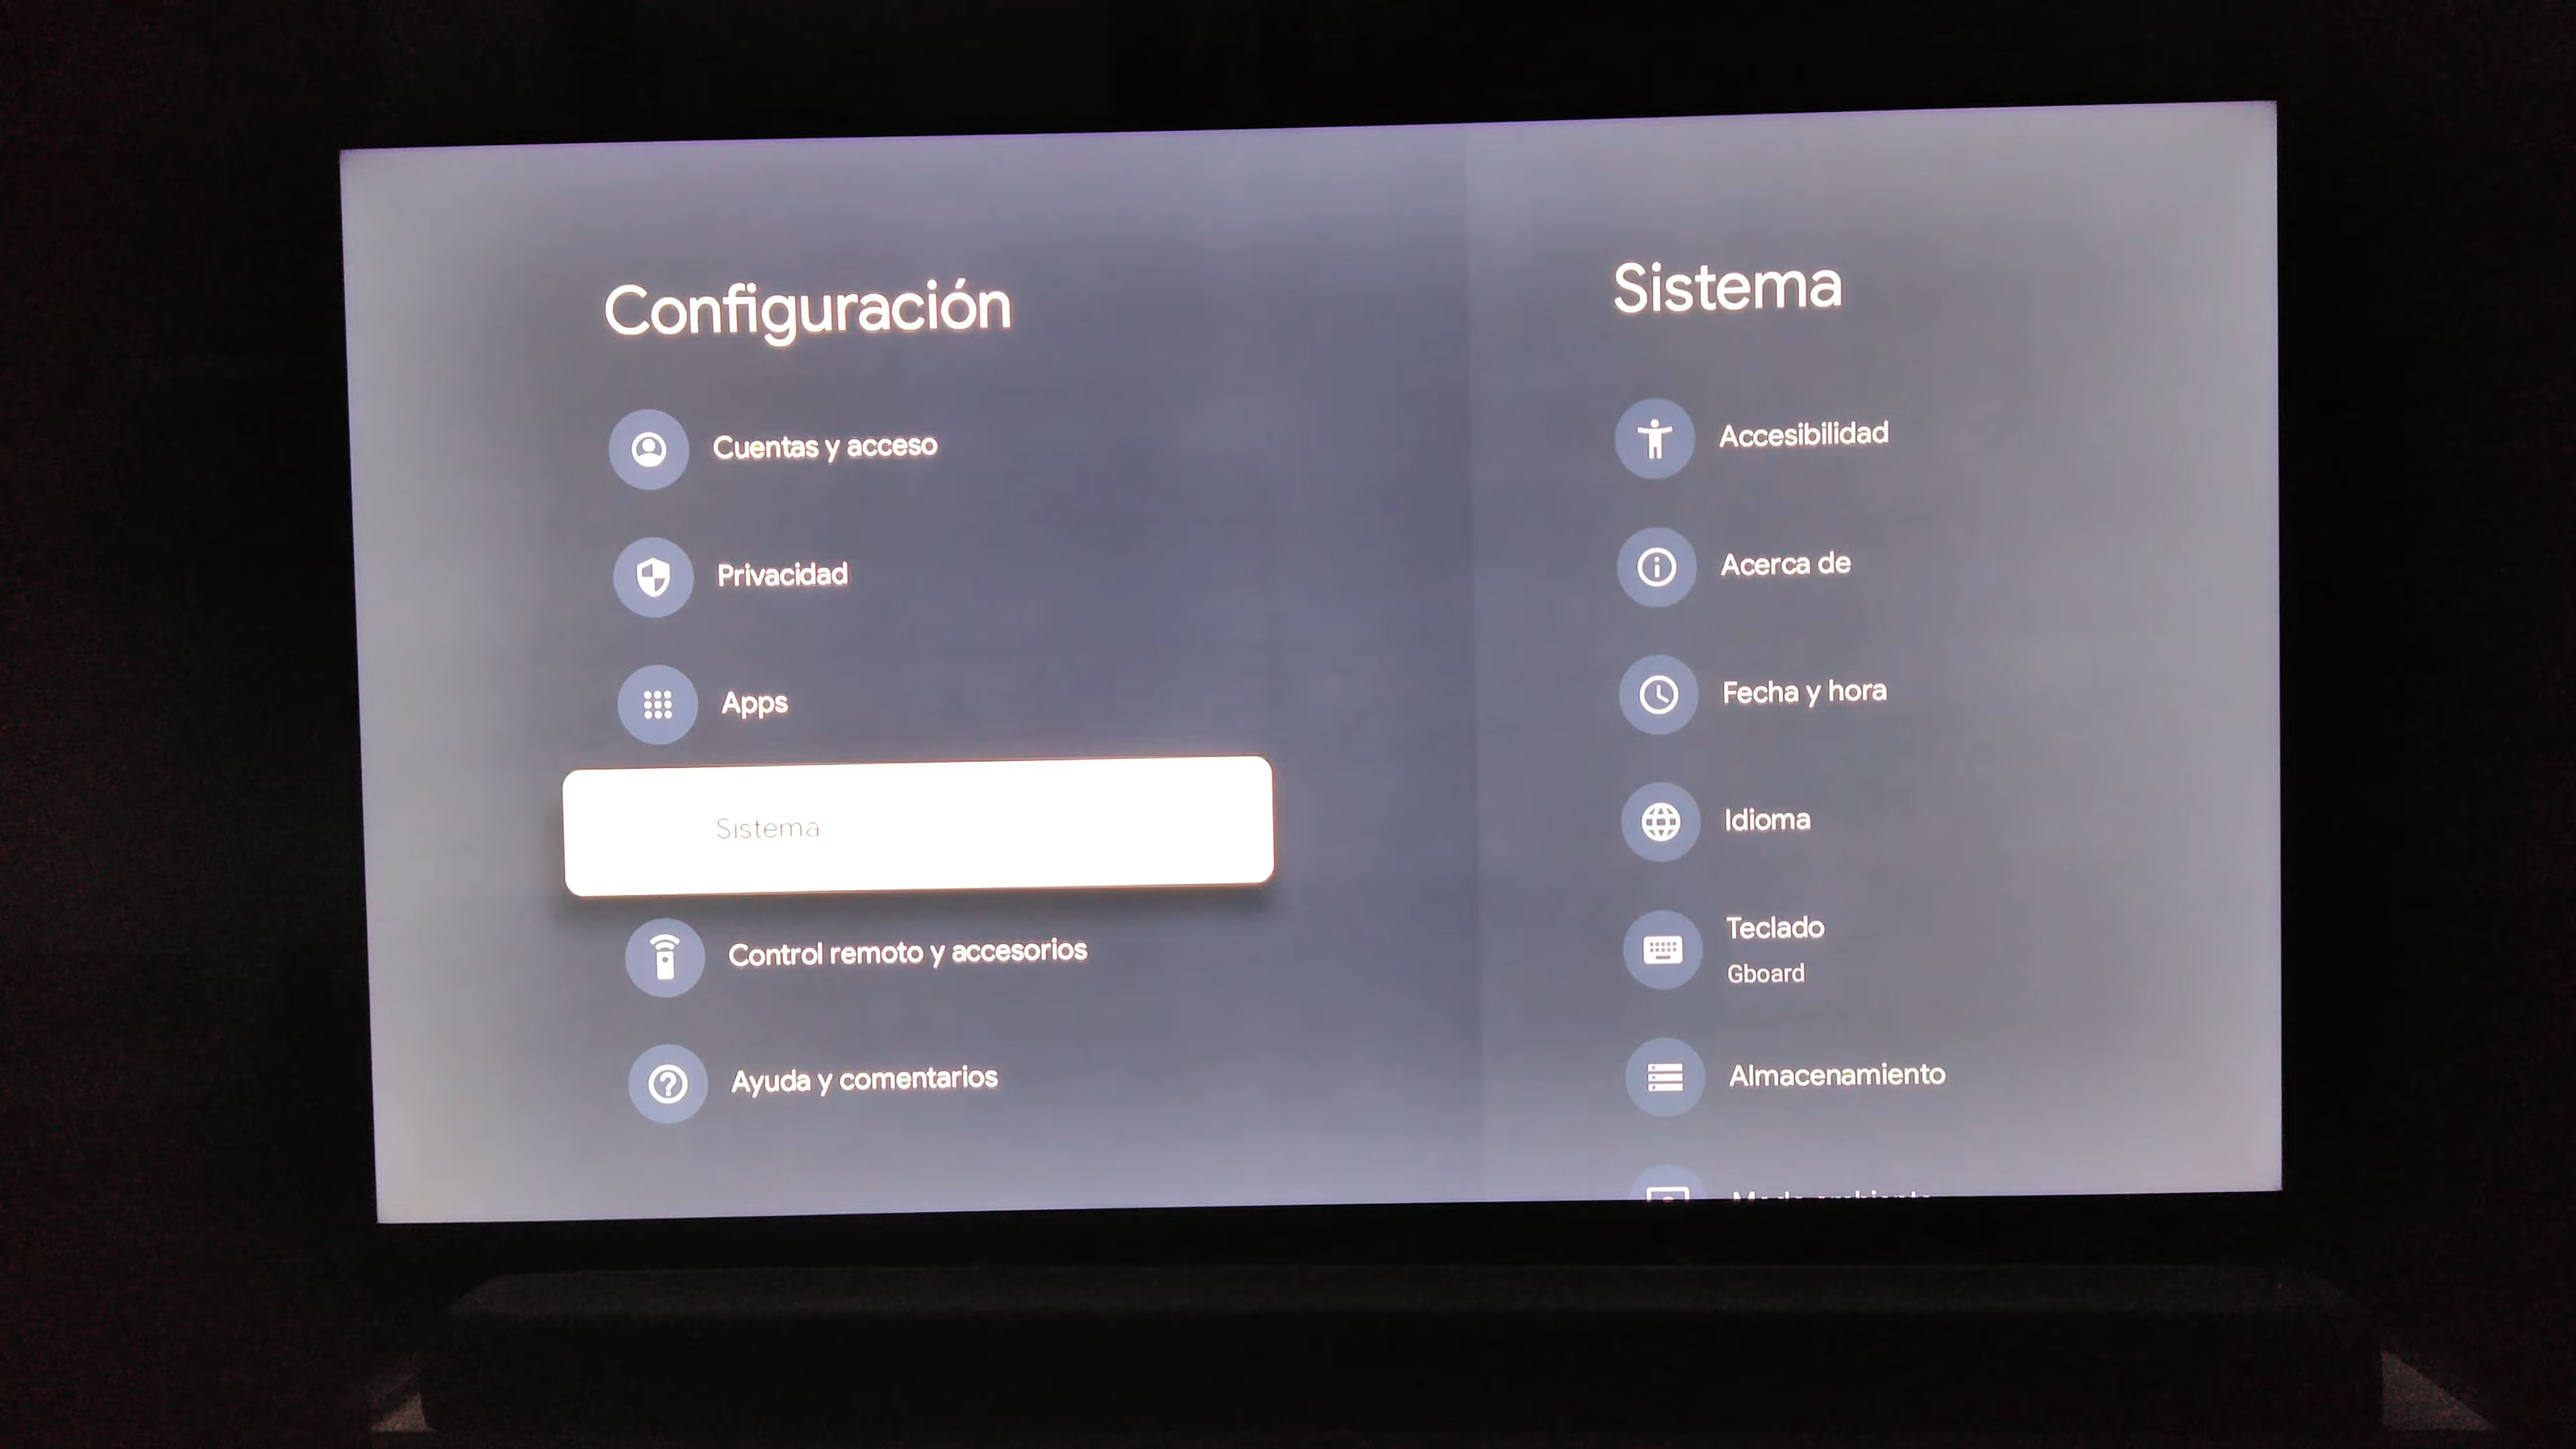 Configuración
Cuentas y acceso
Privacidad
Apps
Sistema
Control remoto y accesorios
Ayuda y comentarios
Sistema
Accesibilidad
Acerca de
Fecha y hora
Idioma
Teclado
Gboard
Almacenamiento